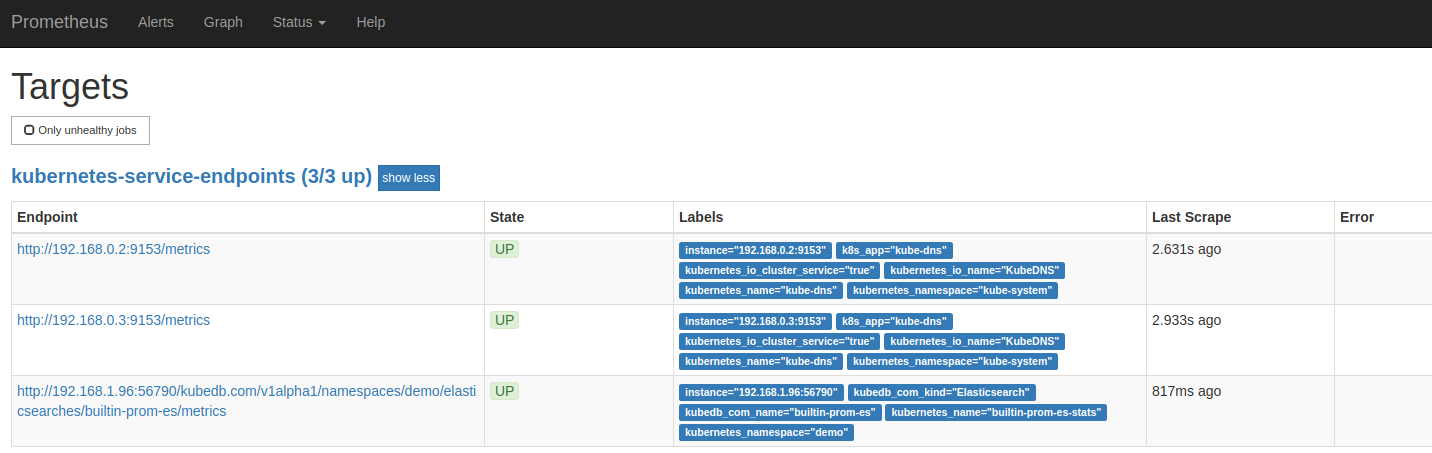 Prometheus Alerts Graph Status Help
Targets
Only unhealthy jobs
kubernetes-service-endpoints (3/3 up) show less
Endpoint State Labels Last Scrape Error
http://192.168.0.2:9153/metrics UP instance="192.168.0.2:9153" k8s_app="kube-dns" 2.631s ago
kubernetes_io_cluster_service="true" kubernetes_io_name="KubeDNS"
kubernetes_name="kube-dns" kubernetes_namespace="kube-system"
http://192.168.0.3:9153/metrics UP instance="192.168.0.3:9153" k8s_app="kube-dns" 2.933s ago
kubernetes_io_cluster_service="true" kubernetes_io_name="KubeDNS"
kubernetes_name="kube-dns" kubernetes_namespace="kube-system"
http://192.168.1.96:56790/kubedb.com/v1alpha1/namespaces/demo/elasti UP instance="192.168.1.96:56790" kubedb_com_kind="Elasticsearch" 817ms ago
csearches/builtin-prom-es/metrics kubedb_com_name="builtin-prom-es" kubernetes_name="builtin-prom-es-stats"
kubernetes_namespace="demo"